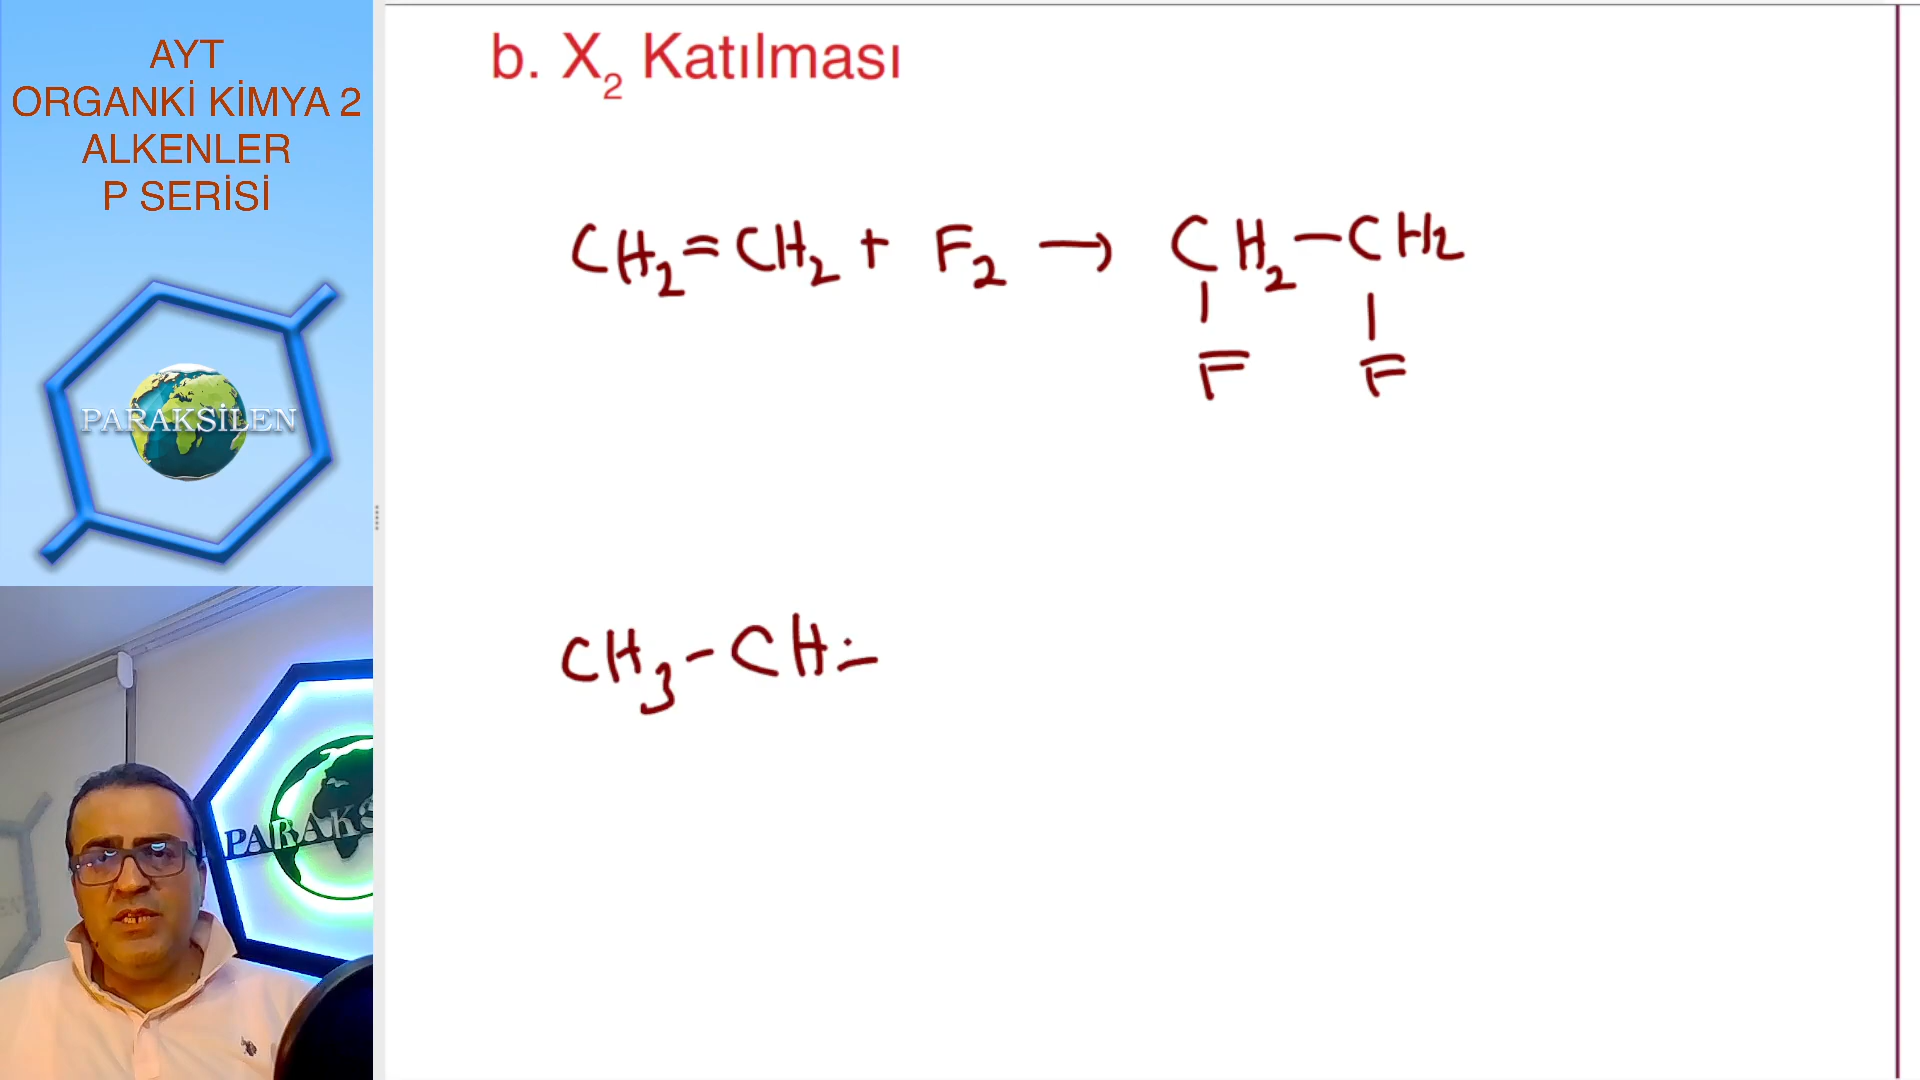 AYT
ORGANKİ KİMYA 2
ALKENLER
P SERİSİ
PARAKSİLEN
PARAKS
b. X₂ Katılması
CH₂=CH₂ + F₂ → CH₂–CH2
F F
CH₃–CH=